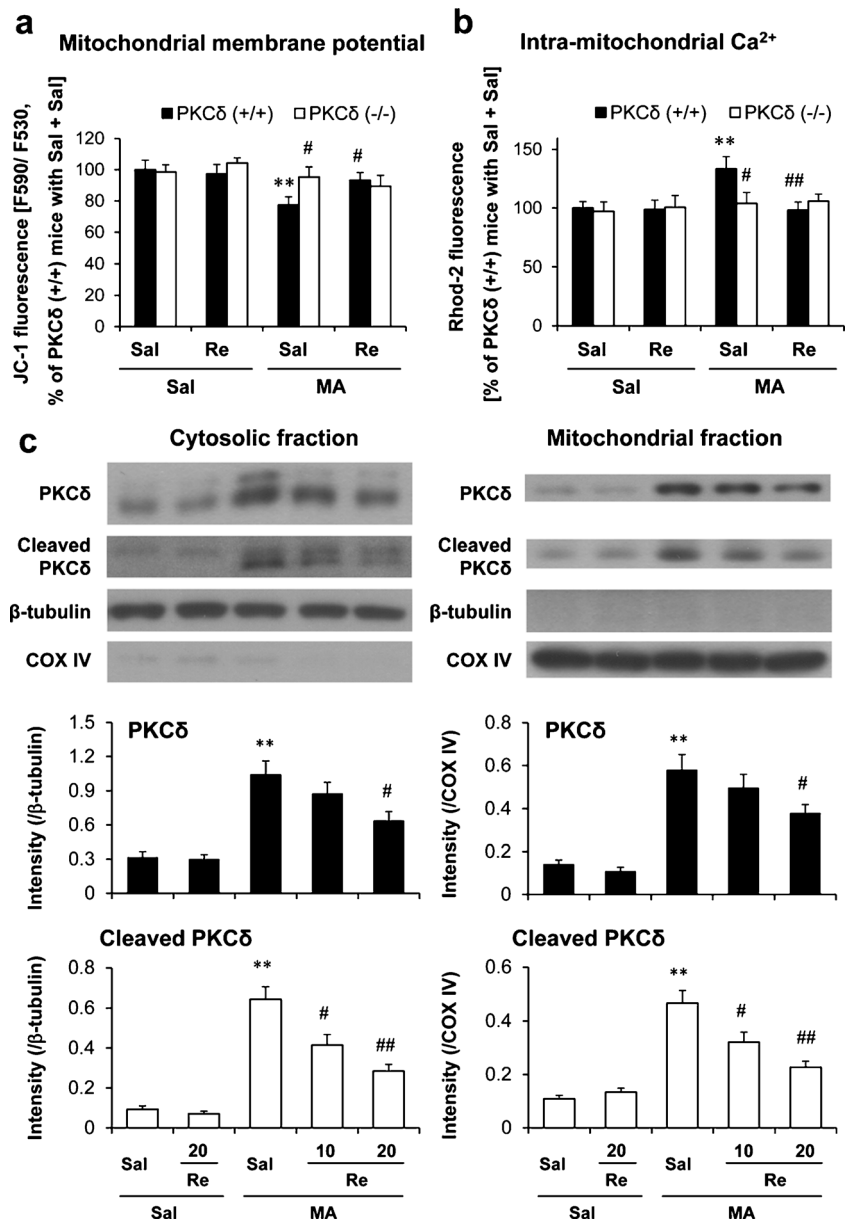 a
Mitochondrial membrane potential
JC-1 fluorescence [F590/ F530,
% of PKCδ (+/+) mice with Sal + Sal]
PKCδ (+/+) PKCδ (-/-)
120
100
80
60
40
20
0
** # #
Sal Re Sal Re
Sal MA
b
Intra-mitochondrial Ca²⁺
Rhod-2 fluorescence
[% of PKCδ (+/+) mice with Sal + Sal]
PKCδ (+/+) PKCδ (-/-)
150
100
50
0
** # ##
Sal Re Sal Re
Sal MA
c
Cytosolic fraction
PKCδ
Cleaved
PKCδ
β-tubulin
COX IV
Mitochondrial fraction
PKCδ
Cleaved
PKCδ
β-tubulin
COX IV
PKCδ
Intensity (/β-tubulin)
1.5
1.2
0.9
0.6
0.3
0
** #
PKCδ
Intensity (/COX IV)
0.8
0.6
0.4
0.2
0
** #
Cleaved PKCδ
Intensity (/β-tubulin)
0.8
0.6
0.4
0.2
0
** # ##
Sal 20 Sal 10 20
Re Re
Sal MA
Cleaved PKCδ
Intensity (/COX IV)
0.6
0.4
0.2
0
** # ##
Sal 20 Sal 10 20
Re Re
Sal MA